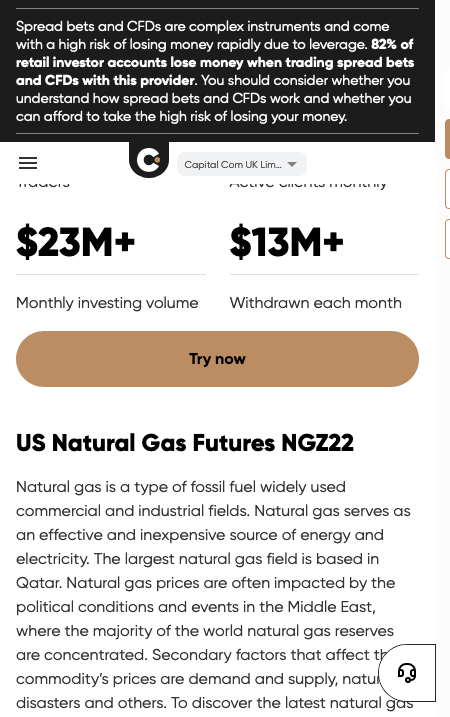 Spread bets and CFDs are complex instruments and come
with a high risk of losing money rapidly due to leverage. 82% of
retail investor accounts lose money when trading spread bets
and CFDs with this provider. You should consider whether you
understand how spread bets and CFDs work and whether you
can afford to take the high risk of losing your money.
Capital Com UK Lim...
Traders Active clients monthly
$23M+ $13M+
Monthly investing volume Withdrawn each month
Try now
US Natural Gas Futures NGZ22
Natural gas is a type of fossil fuel widely used
commercial and industrial fields. Natural gas serves as
an effective and inexpensive source of energy and
electricity. The largest natural gas field is based in
Qatar. Natural gas prices are often impacted by the
political conditions and events in the Middle East,
where the majority of the world natural gas reserves
are concentrated. Secondary factors that affect
commodity's prices are demand and supply,
disasters and others. To discover the latest natural gas